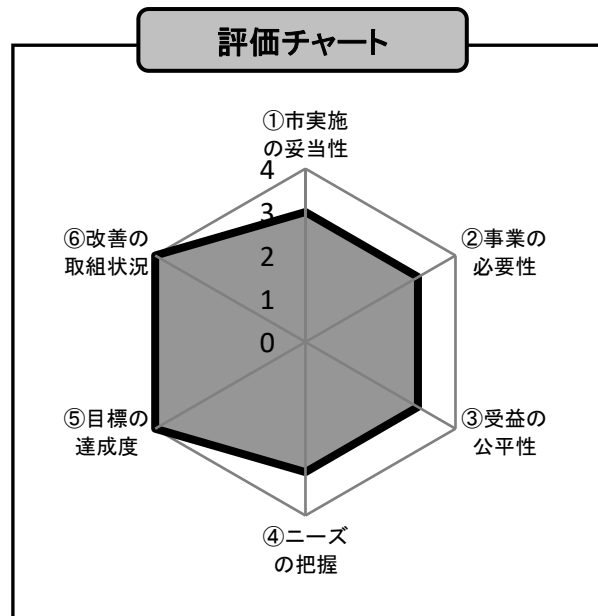 評価チャート
①市実施
の妥当性
4
3
2
1
0
②事業の
必要性
③受益の
公平性
④ニーズ
の把握
⑤目標の
達成度
⑥改善の
取組状況